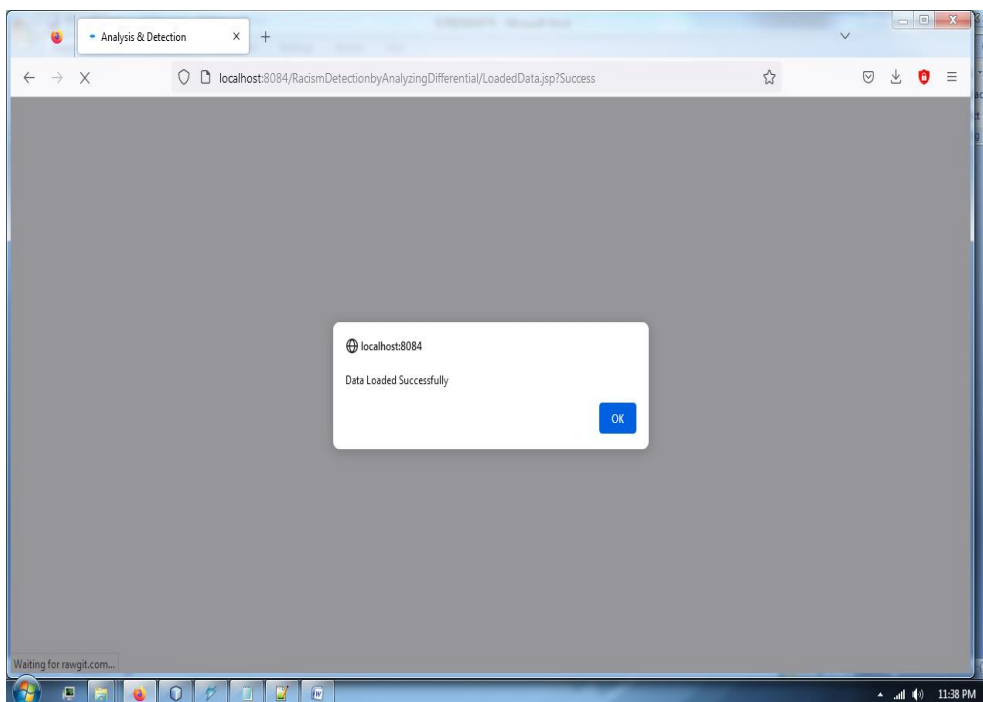 Analysis & Detection
localhost:8084/RacismDetectionbyAnalyzingDifferential/LoadedData.jsp?Success
localhost:8084
Data Loaded Successfully
OK
Waiting for rawgit.com...
11:38 PM